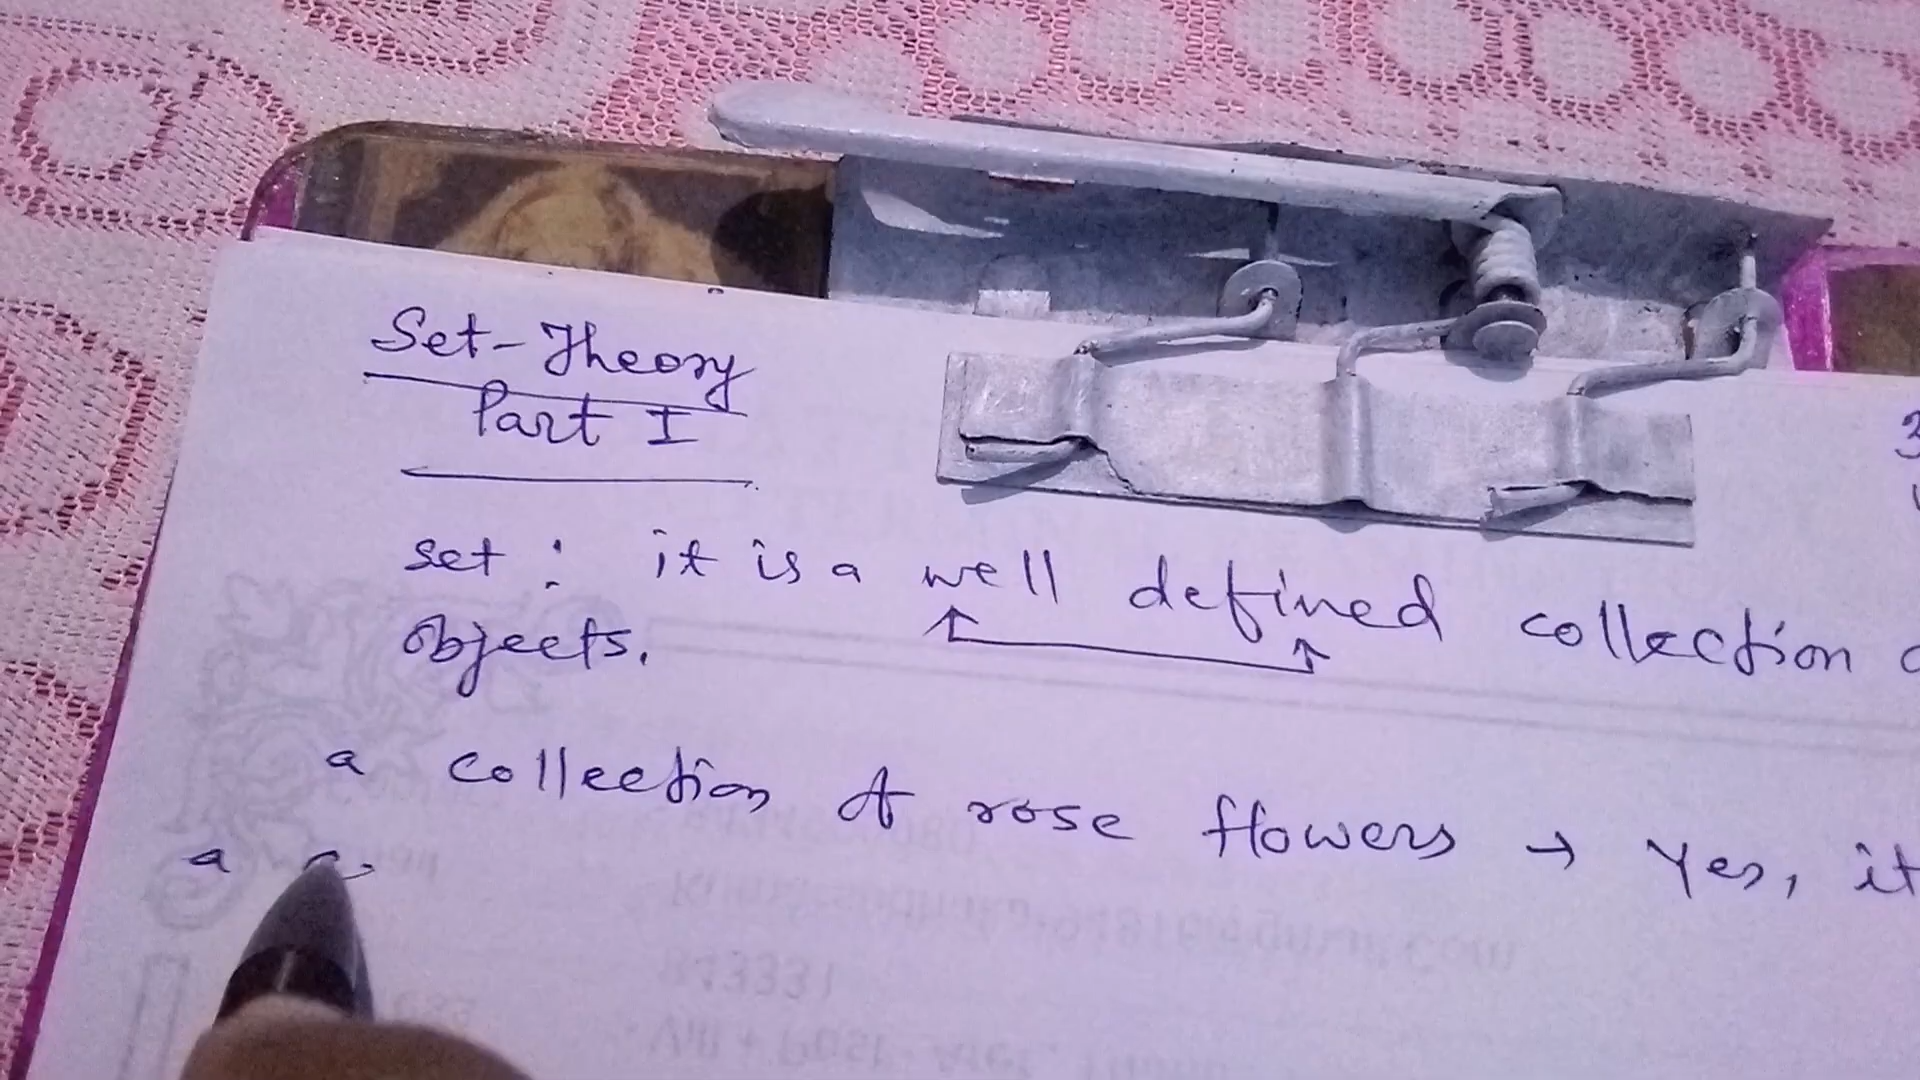 Set-Theory
Part I
set : it is a well defined collection
objects.
a collection of rose flowers → Yes, it
a